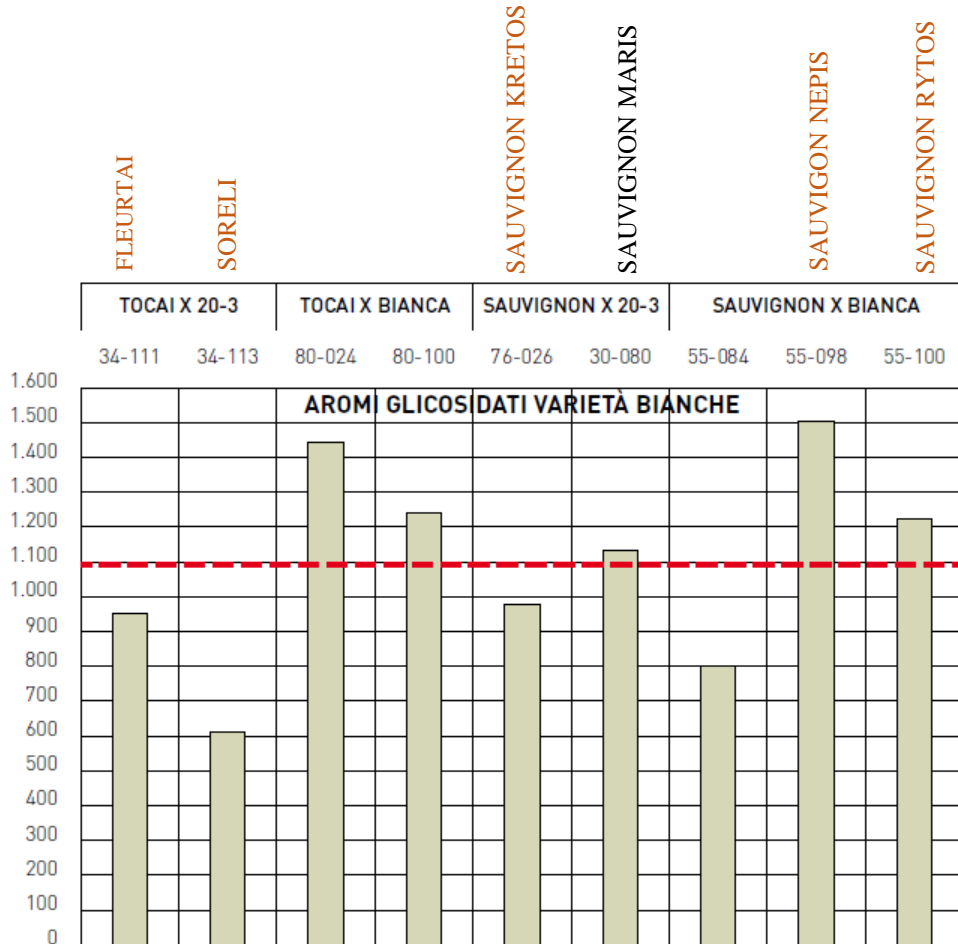 FLEURTAI
SORELI
SAUVIGNON KRETOS
SAUVIGNON MARIS
SAUVIGON NEPIS
SAUVIGNON RYTOS
TOCAI X 20-3 TOCAI X BIANCA SAUVIGNON X 20-3 SAUVIGNON X BIANCA
34-111 34-113 80-024 80-100 76-026 30-080 55-084 55-098 55-100
AROMI GLICOSIDATI VARIETÀ BIANCHE
1.600
1.500
1.400
1.300
1.200
1.100
1.000
900
800
700
600
500
400
300
200
100
0